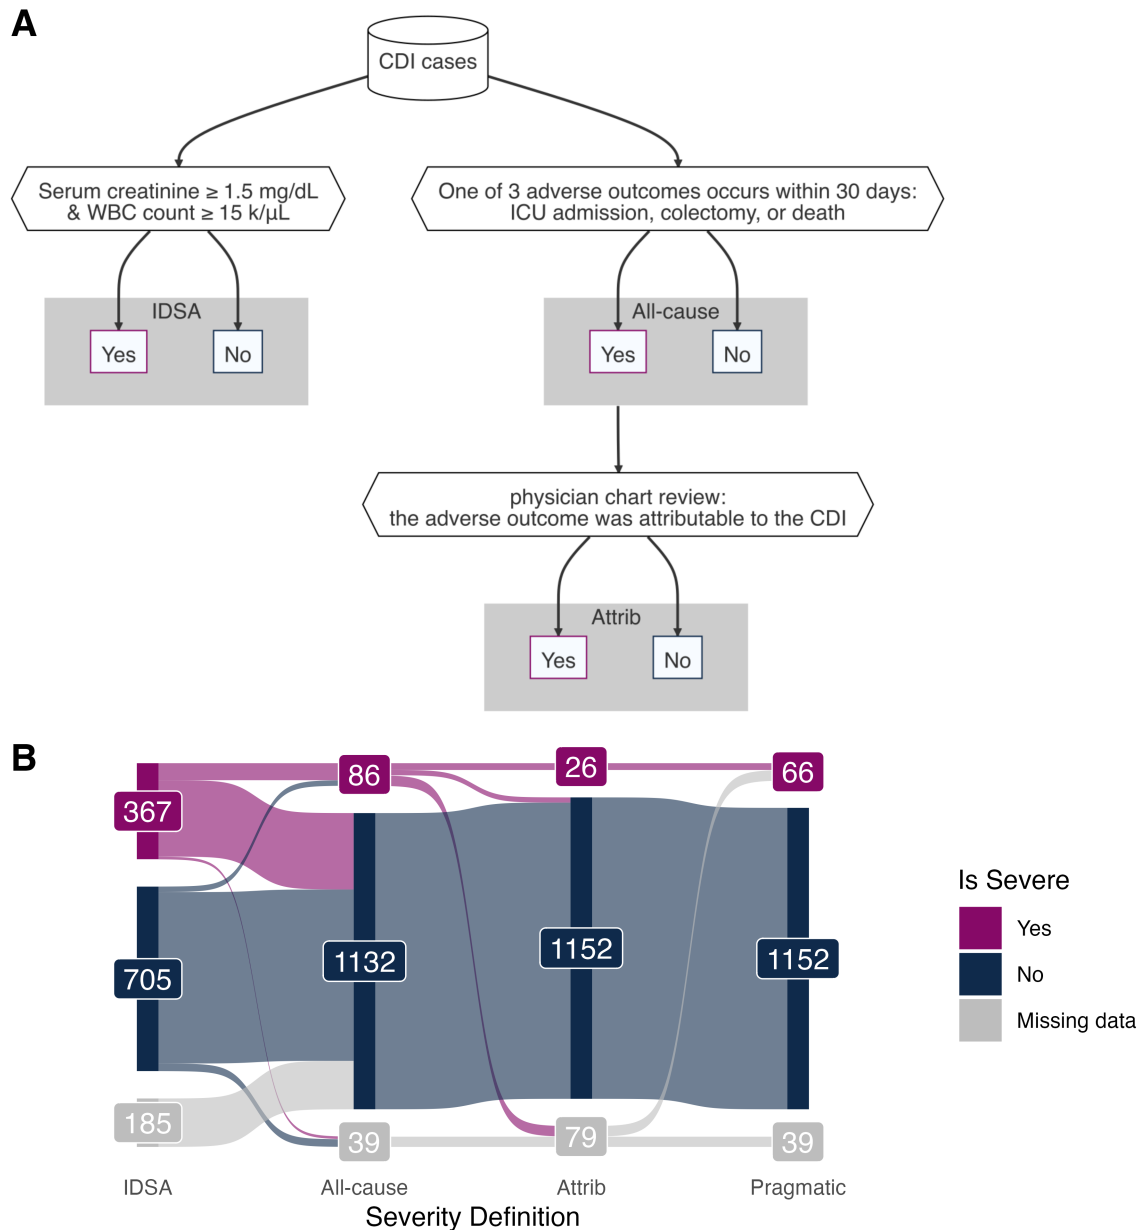 A
CDI cases
Serum creatinine ≥ 1.5 mg/dL
& WBC count ≥ 15 k/µL
One of 3 adverse outcomes occurs within 30 days:
ICU admission, colectomy, or death
IDSA
Yes
No
All-cause
Yes
No
physician chart review:
the adverse outcome was attributable to the CDI
Attrib
Yes
No
B
367
705
185
86
1132
39
26
1152
79
66
1152
39
IDSA
All-cause
Attrib
Pragmatic
Severity Definition
Is Severe
Yes
No
Missing data